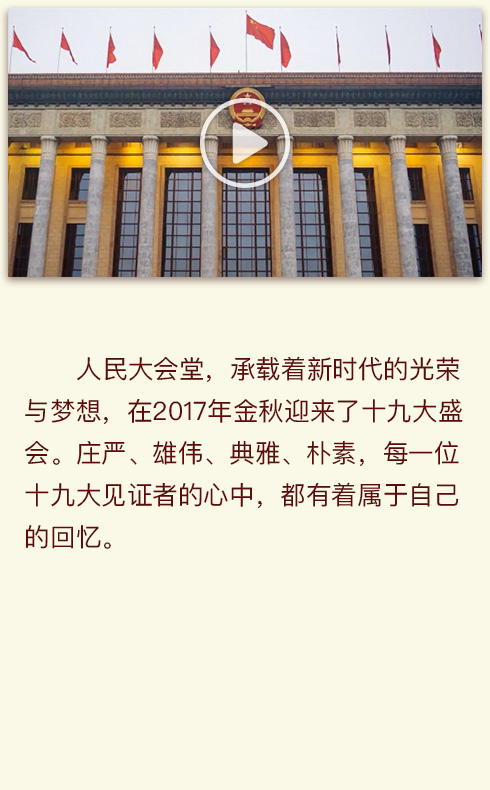 人民大会堂，承载着新时代的光荣
与梦想，在2017年金秋迎来了十九大盛
会。庄严、雄伟、典雅、朴素，每一位
十九大见证者的心中，都有着属于自己
的回忆。